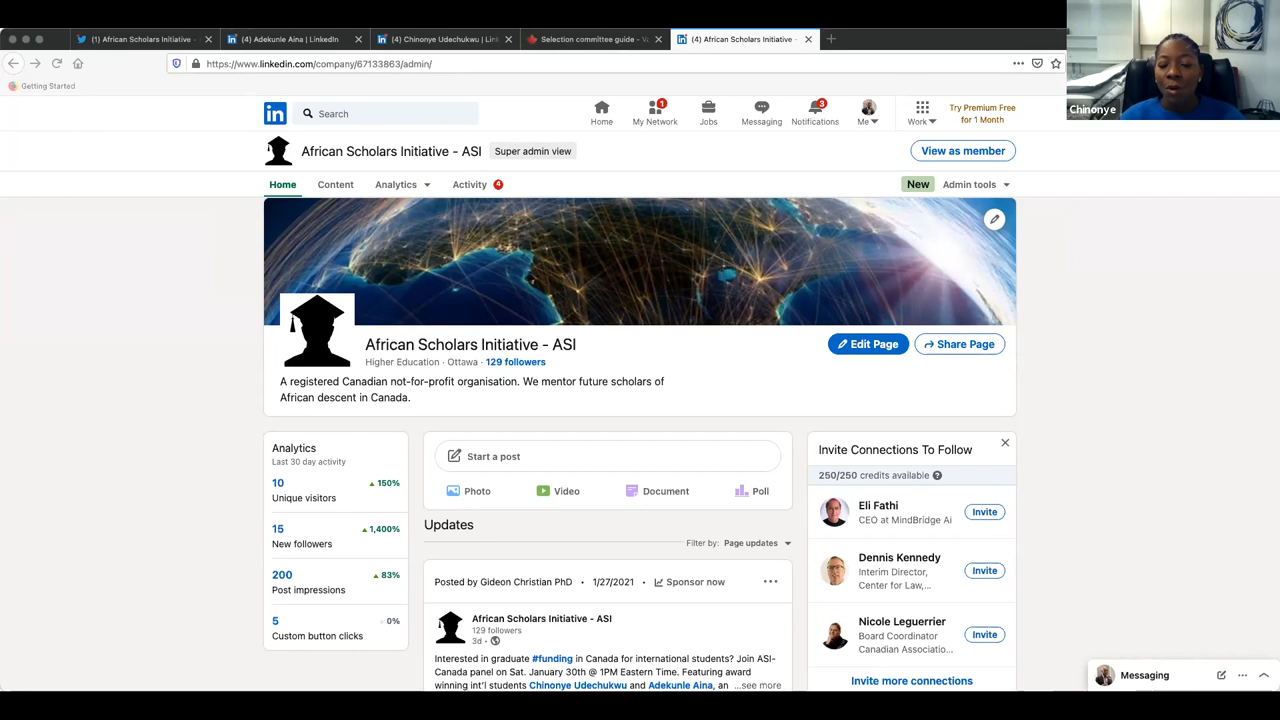 (1) African Scholars Initiative -
(4) Adekunle Aina | LinkedIn
(4) Chinonye Udechukwu | Link
Selection committee guide - Va
(4) African Scholars Initiative -
https://www.linkedin.com/company/67133863/admin/
Getting Started
Chinonye
in
Search
Home
1
My Network
Jobs
Messaging
3
Notifications
Me
Work
Try Premium Free
for 1 Month
African Scholars Initiative - ASI
Super admin view
View as member
Home
Content
Analytics
Activity
4
New
Admin tools
African Scholars Initiative - ASI
Edit Page
Share Page
Higher Education · Ottawa · 129 followers
A registered Canadian not-for-profit organisation. We mentor future scholars of
African descent in Canada.
Analytics
Last 30 day activity
10
150%
Unique visitors
15
1,400%
New followers
200
83%
Post impressions
5
0%
Custom button clicks
Start a post
Photo
Video
Document
Poll
Updates
Filter by: Page updates
Posted by Gideon Christian PhD • 1/27/2021 • Sponsor now
African Scholars Initiative - ASI
129 followers
3d •
Interested in graduate #funding in Canada for international students? Join ASI-
Canada panel on Sat. January 30th @ 1PM Eastern Time. Featuring award
winning int'l students Chinonye Udechukwu and Adekunle Aina, an ...see more
Invite Connections To Follow
250/250 credits available
Eli Fathi
CEO at MindBridge Ai
Invite
Dennis Kennedy
Interim Director,
Center for Law,...
Invite
Nicole Leguerrier
Board Coordinator
Canadian Associatio...
Invite
Invite more connections
Messaging